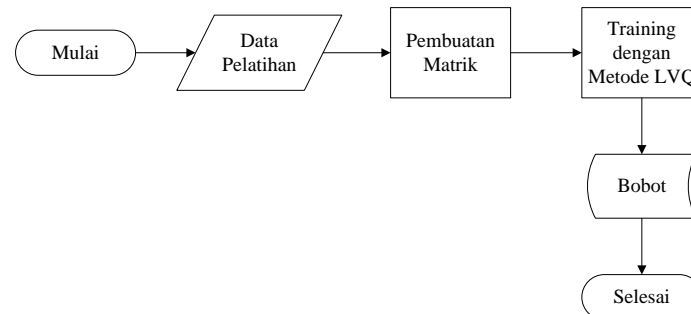 Mulai
Data
Pelatihan
Pembuatan
Matrik
Training
dengan
Metode LVQ
Bobot
Selesai